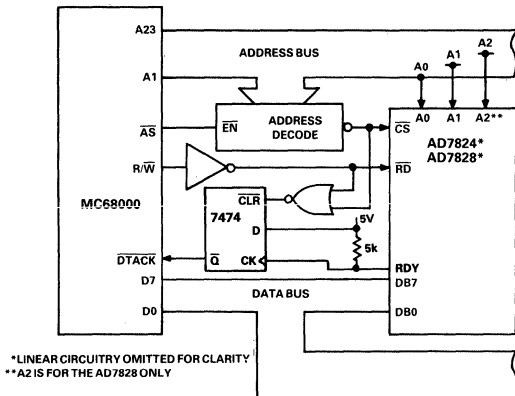 A23
ADDRESS BUS
A2
A1
A0
A1
A0 A1 A2**
AS
EN
ADDRESS
DECODE
CS
AD7824*
AD7828*
R/W
RD
MC68000
CLR
7474
5V
D
5k
DTACK
Q
CK
RDY
D7
DB7
DATA BUS
D0
DB0
*LINEAR CIRCUITRY OMITTED FOR CLARITY
**A2 IS FOR THE AD7828 ONLY